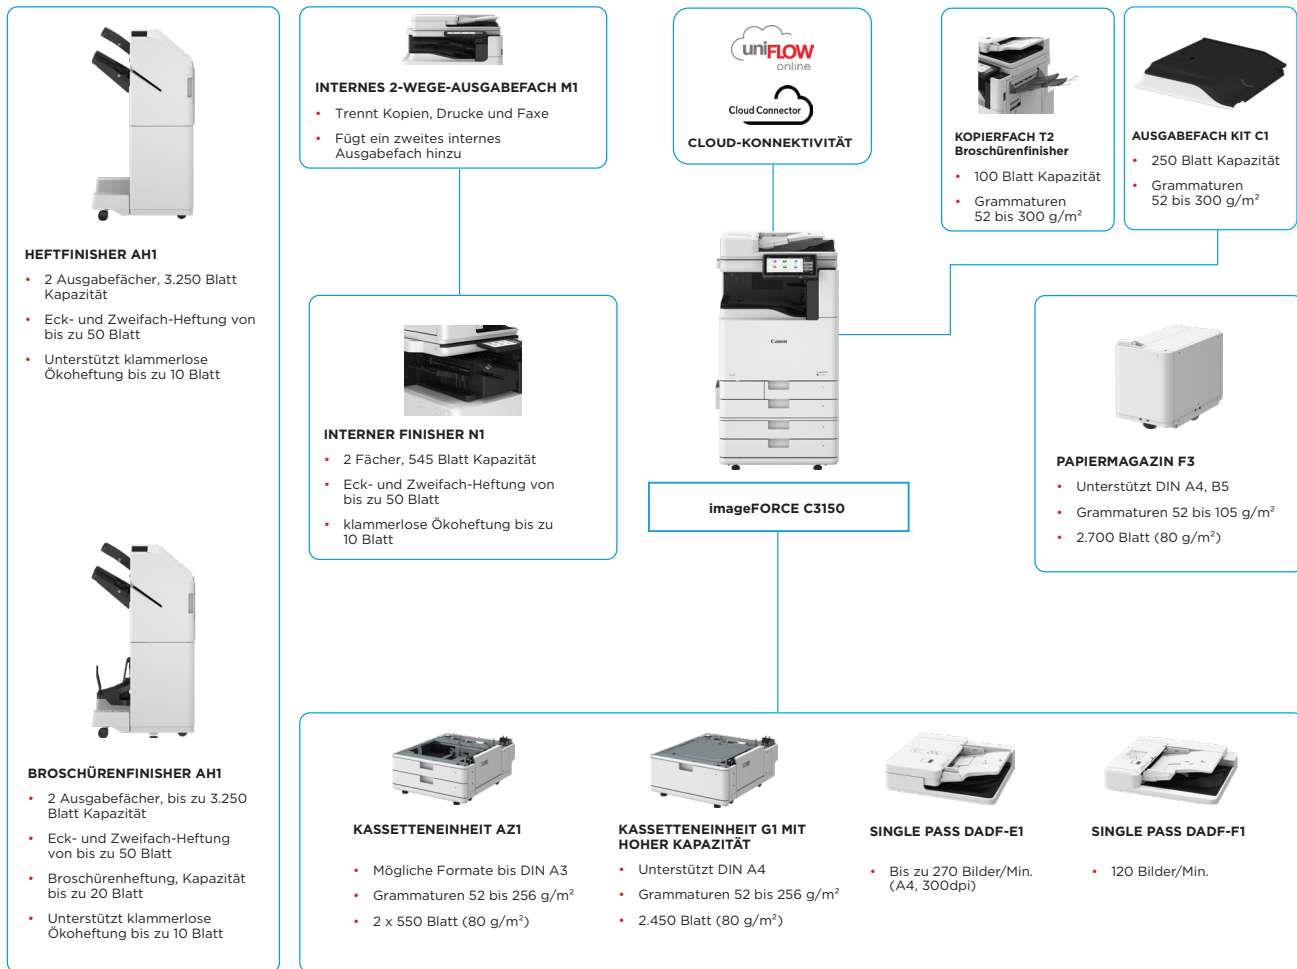 HEFTFINISHER AH1
• 2 Ausgabefächer, 3.250 Blatt
Kapazität
• Eck- und Zweifach-Heftung von
bis zu 50 Blatt
• Unterstützt klammerlose
Ökoheftung bis zu 10 Blatt
BROSCHÜRENFINISHER AH1
• 2 Ausgabefächer, bis zu 3.250
Blatt Kapazität
• Eck- und Zweifach-Heftung
von bis zu 50 Blatt
• Broschürenheftung, Kapazität
bis zu 20 Blatt
• Unterstützt klammerlose
Ökoheftung bis zu 10 Blatt
INTERNES 2-WEGE-AUSGABEFACH M1
• Trennt Kopien, Drucke und Faxe
• Fügt ein zweites internes
Ausgabefach hinzu
INTERNER FINISHER N1
• 2 Fächer, 545 Blatt Kapazität
• Eck- und Zweifach-Heftung von
bis zu 50 Blatt
• klammerlose Ökoheftung bis zu
10 Blatt
uniFLOW
online
Cloud Connector
CLOUD-KONNEKTIVITÄT
Canon
imageFORCE C3150
KOPIERFACH T2
Broschürenfinisher
• 100 Blatt Kapazität
• Grammaturen
52 bis 300 g/m²
AUSGABEFACH KIT C1
• 250 Blatt Kapazität
• Grammaturen
52 bis 300 g/m²
PAPIERMAGAZIN F3
• Unterstützt DIN A4, B5
• Grammaturen 52 bis 105 g/m²
• 2.700 Blatt (80 g/m²)
KASSETTENEINHEIT AZ1
• Mögliche Formate bis DIN A3
• Grammaturen 52 bis 256 g/m²
• 2 x 550 Blatt (80 g/m²)
KASSETTENEINHEIT G1 MIT
HOHER KAPAZITÄT
• Unterstützt DIN A4
• Grammaturen 52 bis 256 g/m²
• 2.450 Blatt (80 g/m²)
SINGLE PASS DADF-E1
• Bis zu 270 Bilder/Min.
(A4, 300dpi)
SINGLE PASS DADF-F1
• 120 Bilder/Min.